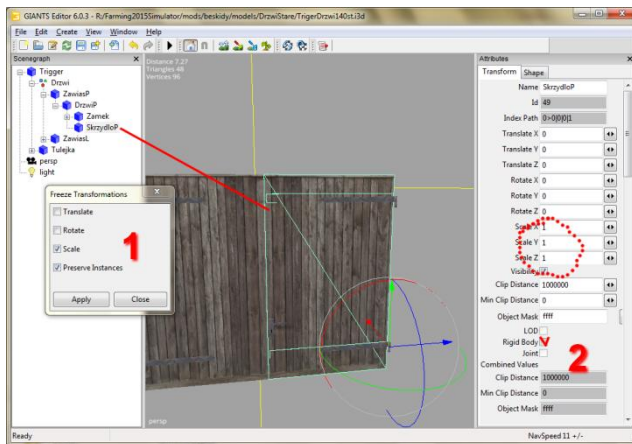 GIANTS Editor 6.0.3 - R:/Farming2015Simulator/mods/beskidy/models/DrzwiStare/TrigerDrzwi140st.i3d
File Edit Create View Window Help
Scenegraph
Trigger
Drzwi
ZawiasP
DrzwiP
Zamek
SkrzydloP
ZawiasL
Tulejka
persp
light
Freeze Transformations
Translate
Rotate
Scale
Preserve Instances
Apply Close
1
Distance 7.27
Triangles 48
Vertices 96
persp
Attributes
Transform Shape
Name SkrzydloP
Id 49
Index Path 0>0|0|0|1
Translate X 0
Translate Y 0
Translate Z 0
Rotate X 0
Rotate Y 0
Rotate Z 0
Scale X 1
Scale Y 1
Scale Z 1
Visibility
Clip Distance 1000000
Min Clip Distance 0
Object Mask ffff
LOD
Rigid Body
Joint
2
Combined Values
Clip Distance 1000000
Min Clip Distance 0
Object Mask ffff
Ready
NavSpeed 11 +/-